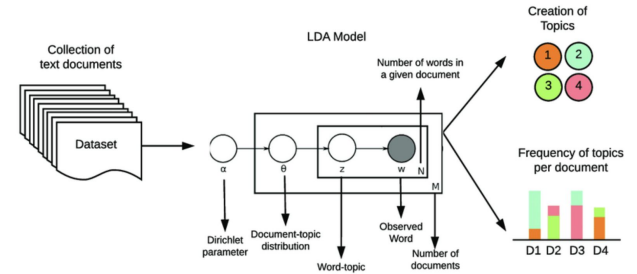 Collection of
text documents
Dataset
LDA Model
Number of words in
a given document
α
θ
z
w
N
M
Dirichlet
parameter
Document-topic
distribution
Word-topic
Observed
Word
Number of
documents
Creation of
Topics
1 2
3 4
Frequency of topics
per document
D1 D2 D3 D4